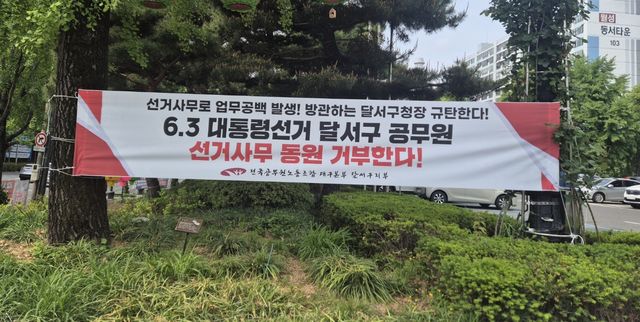 선거사무로 업무공백 발생! 방관하는 달서구청장 규탄한다!
6.3 대통령선거 달서구 공무원
선거사무 동원 거부한다!
전국공무원노동조합 대구본부 달서구지부
월성
동서타운
103